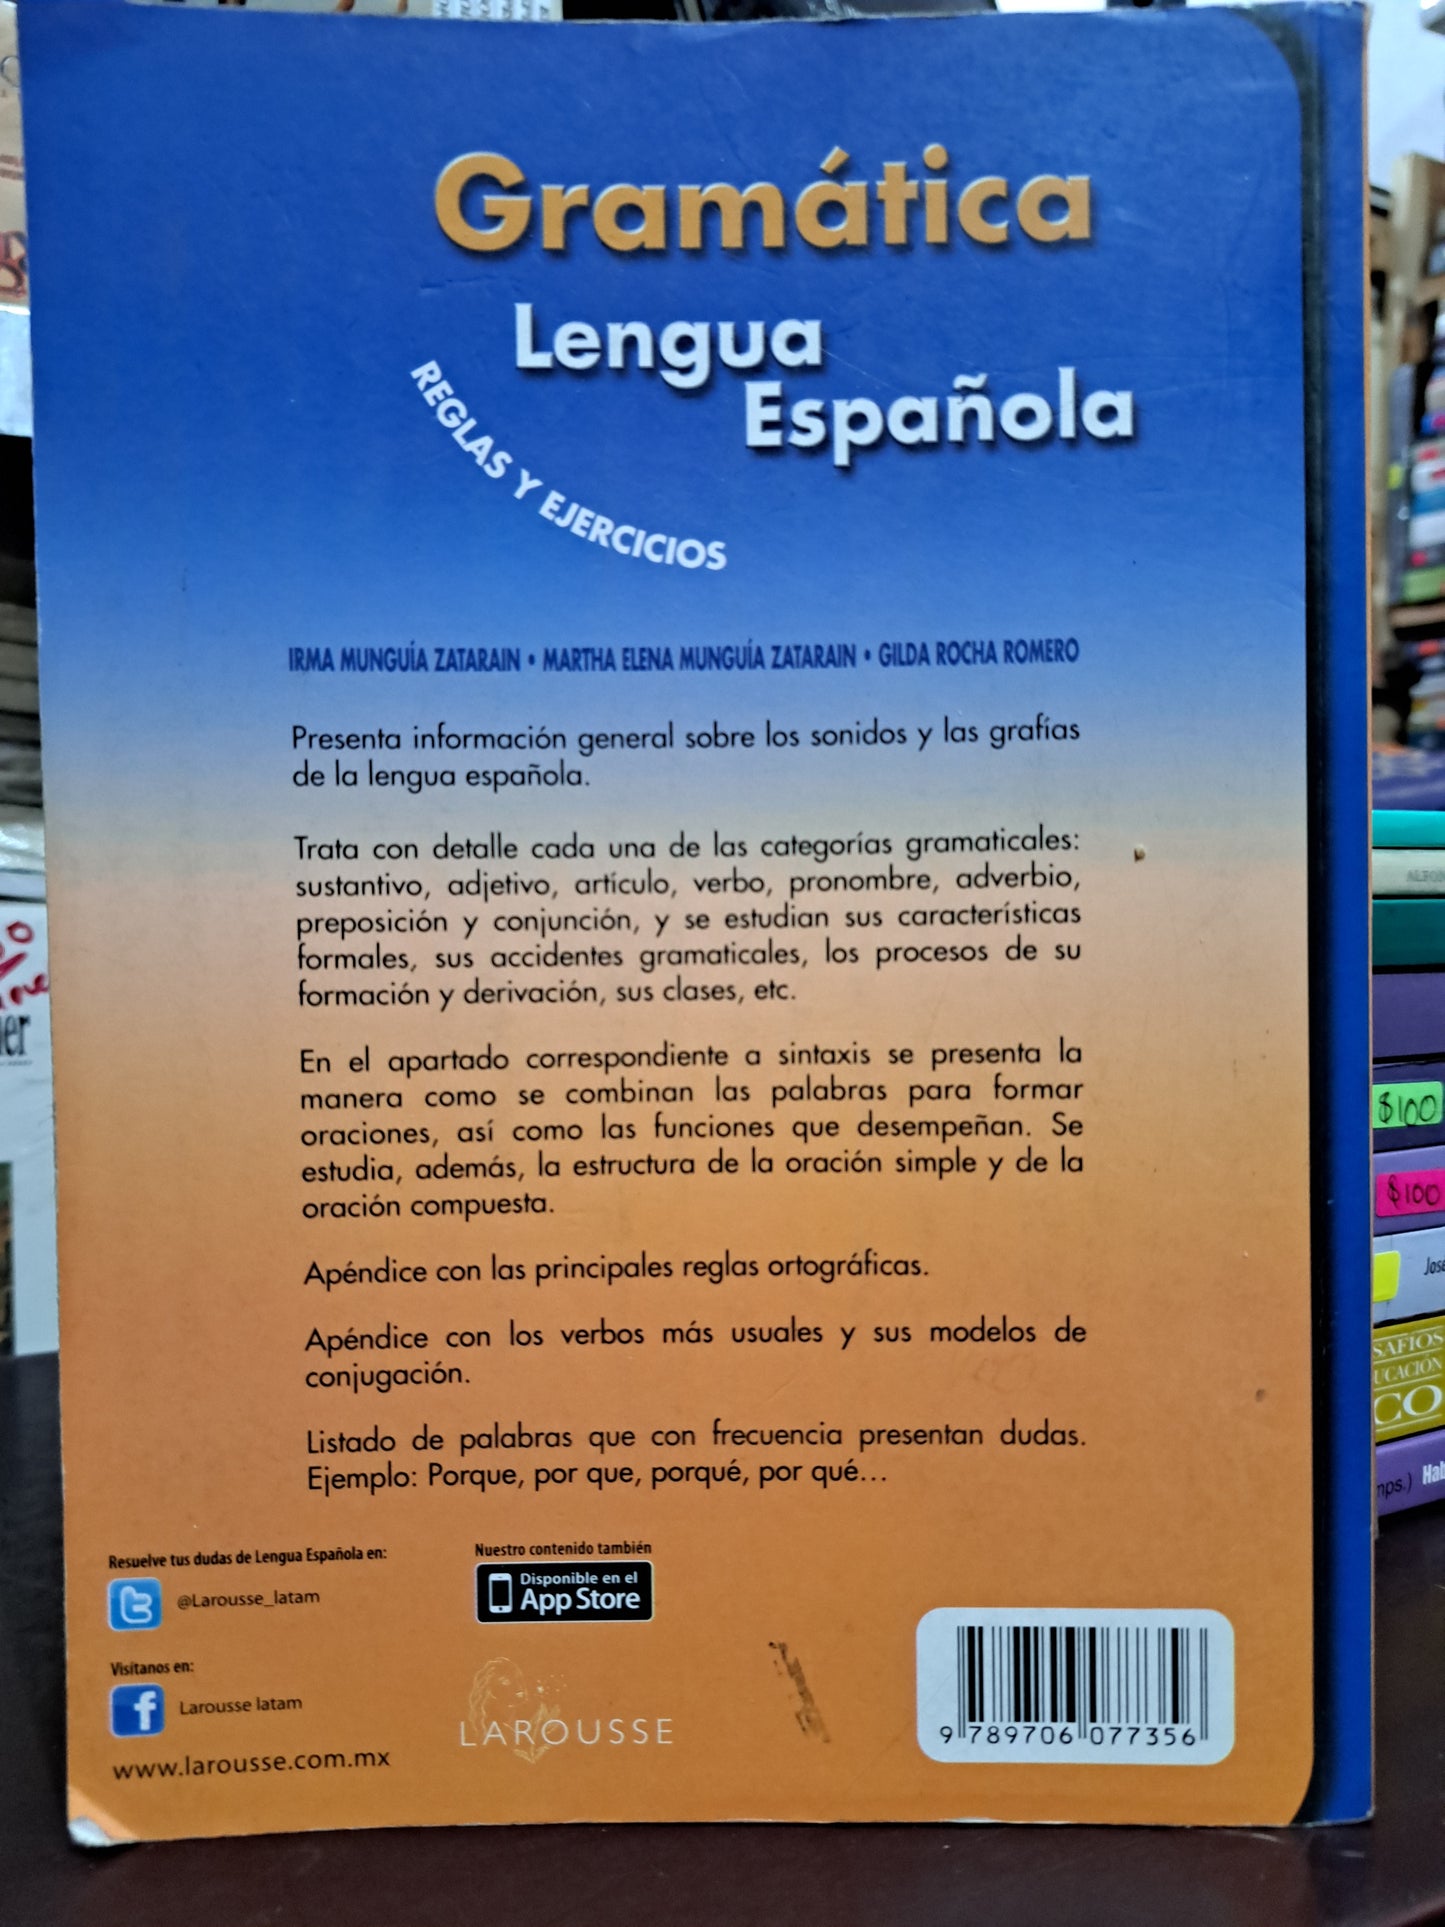 Gramática
Lengua
Española
REGLAS Y EJERCICIOS
IRMA MUNGUÍA ZATARAIN • MARTHA ELENA MUNGUÍA ZATARAIN • GILDA ROCHA ROMERO
Presenta información general sobre los sonidos y las grafías
de la lengua española.
Trata con detalle cada una de las categorías gramaticales:
sustantivo, adjetivo, artículo, verbo, pronombre, adverbio,
preposición y conjunción, y se estudian sus características
formales, sus accidentes gramaticales, los procesos de su
formación y derivación, sus clases, etc.
En el apartado correspondiente a sintaxis se presenta la
manera como se combinan las palabras para formar
oraciones, así como las funciones que desempeñan. Se
estudia, además, la estructura de la oración simple y de la
oración compuesta.
Apéndice con las principales reglas ortográficas.
Apéndice con los verbos más usuales y sus modelos de
conjugación.
Listado de palabras que con frecuencia presentan dudas.
Ejemplo: Porque, por que, porqué, por qué...
Resuelve tus dudas de Lengua Española en:
@Larousse_latam
Visítanos en:
Larousse latam
www.larousse.com.mx
Nuestro contenido también
Disponible en el
App Store
LAROUSSE
9 789706 077356
$100
$100
José
SAFIOS
UCACIÓN
CO
mps.) Hab